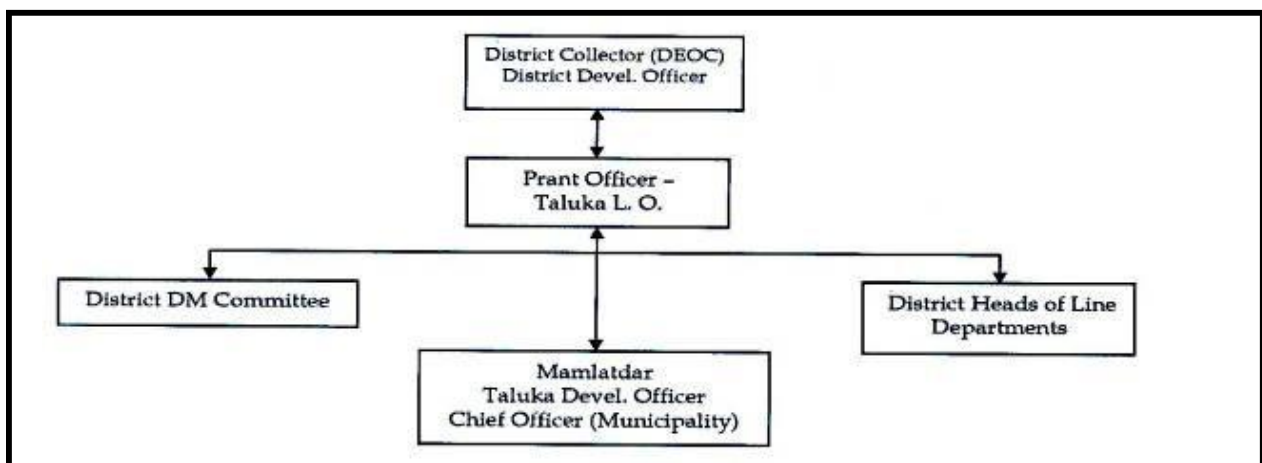 District Collector (DEOC)
District Devel. Officer
Prant Officer –
Taluka L. O.
District DM Committee
District Heads of Line
Departments
Mamlatdar
Taluka Devel. Officer
Chief Officer (Municipality)